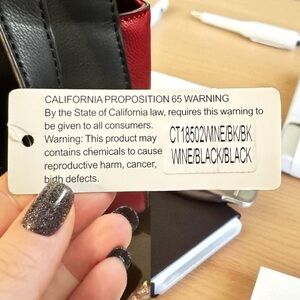 CALIFORNIA PROPOSITION 65 WARNING
By the State of California law, requires this warning to
be given to all consumers.
Warning: This product may
contains chemicals to cause
reproductive harm, cancer,
birth defects.
CT18502WINE/BK/BK
WINE/BLACK/BLACK